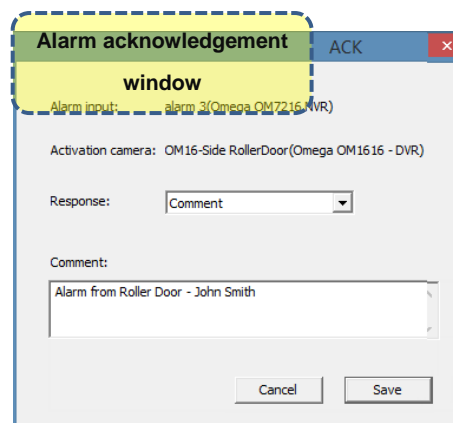 Alarm acknowledgement
window
ACK
Alarm input: alarm 3(Omega OM7216 NVR)
Activation camera: OM16-Side RollerDoor(Omega OM1616 - DVR)
Response: Comment
Comment:
Alarm from Roller Door - John Smith
Cancel Save